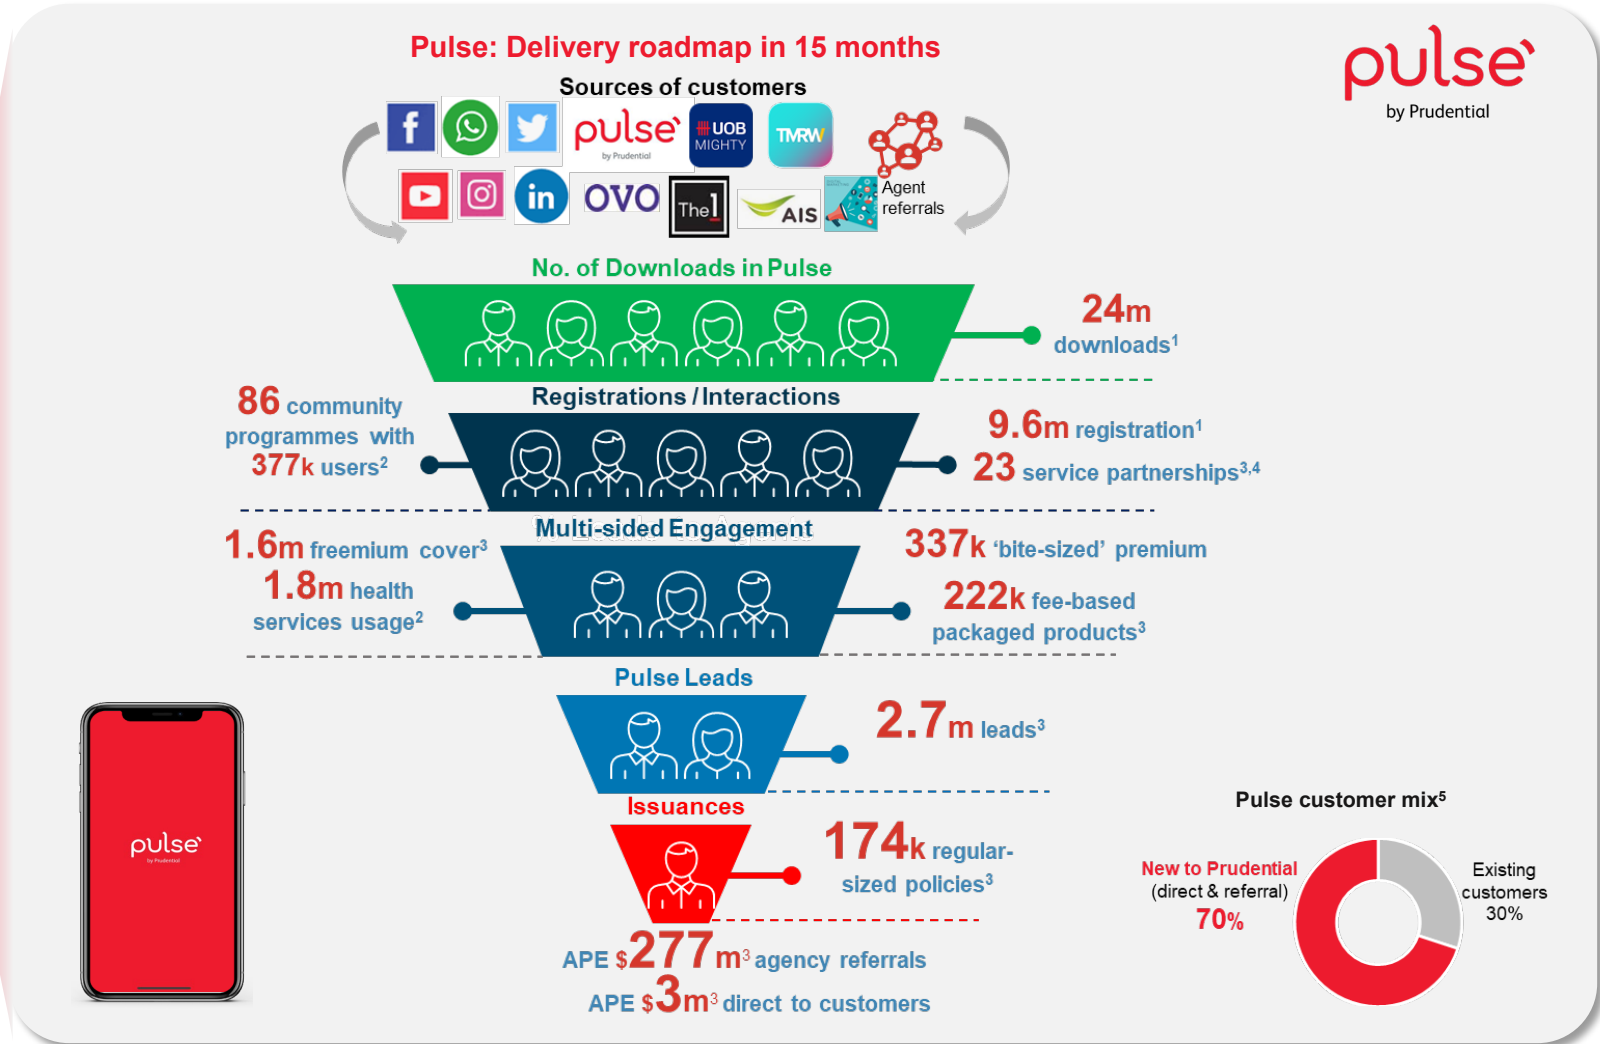 Pulse: Delivery roadmap in 15 months
pulse
by Prudential
Sources of customers
f
pulse
by Prudential
UOB
MIGHTY
TMRW
in
OVO
The1
AIS
Agent
referrals
No. of Downloads in Pulse
24m
downloads¹
Registrations / Interactions
86 community
programmes with
377k users²
9.6m registration¹
23 service partnerships³,⁴
Multi-sided Engagement
1.6m freemium cover³
1.8m health
services usage²
337k ‘bite-sized’ premium
222k fee-based
packaged products³
Pulse Leads
2.7m leads³
Issuances
174k regular-
sized policies³
APE $277m³ agency referrals
APE $3m³ direct to customers
pulse
by Prudential
Pulse customer mix⁵
New to Prudential
(direct & referral)
70%
Existing
customers
30%